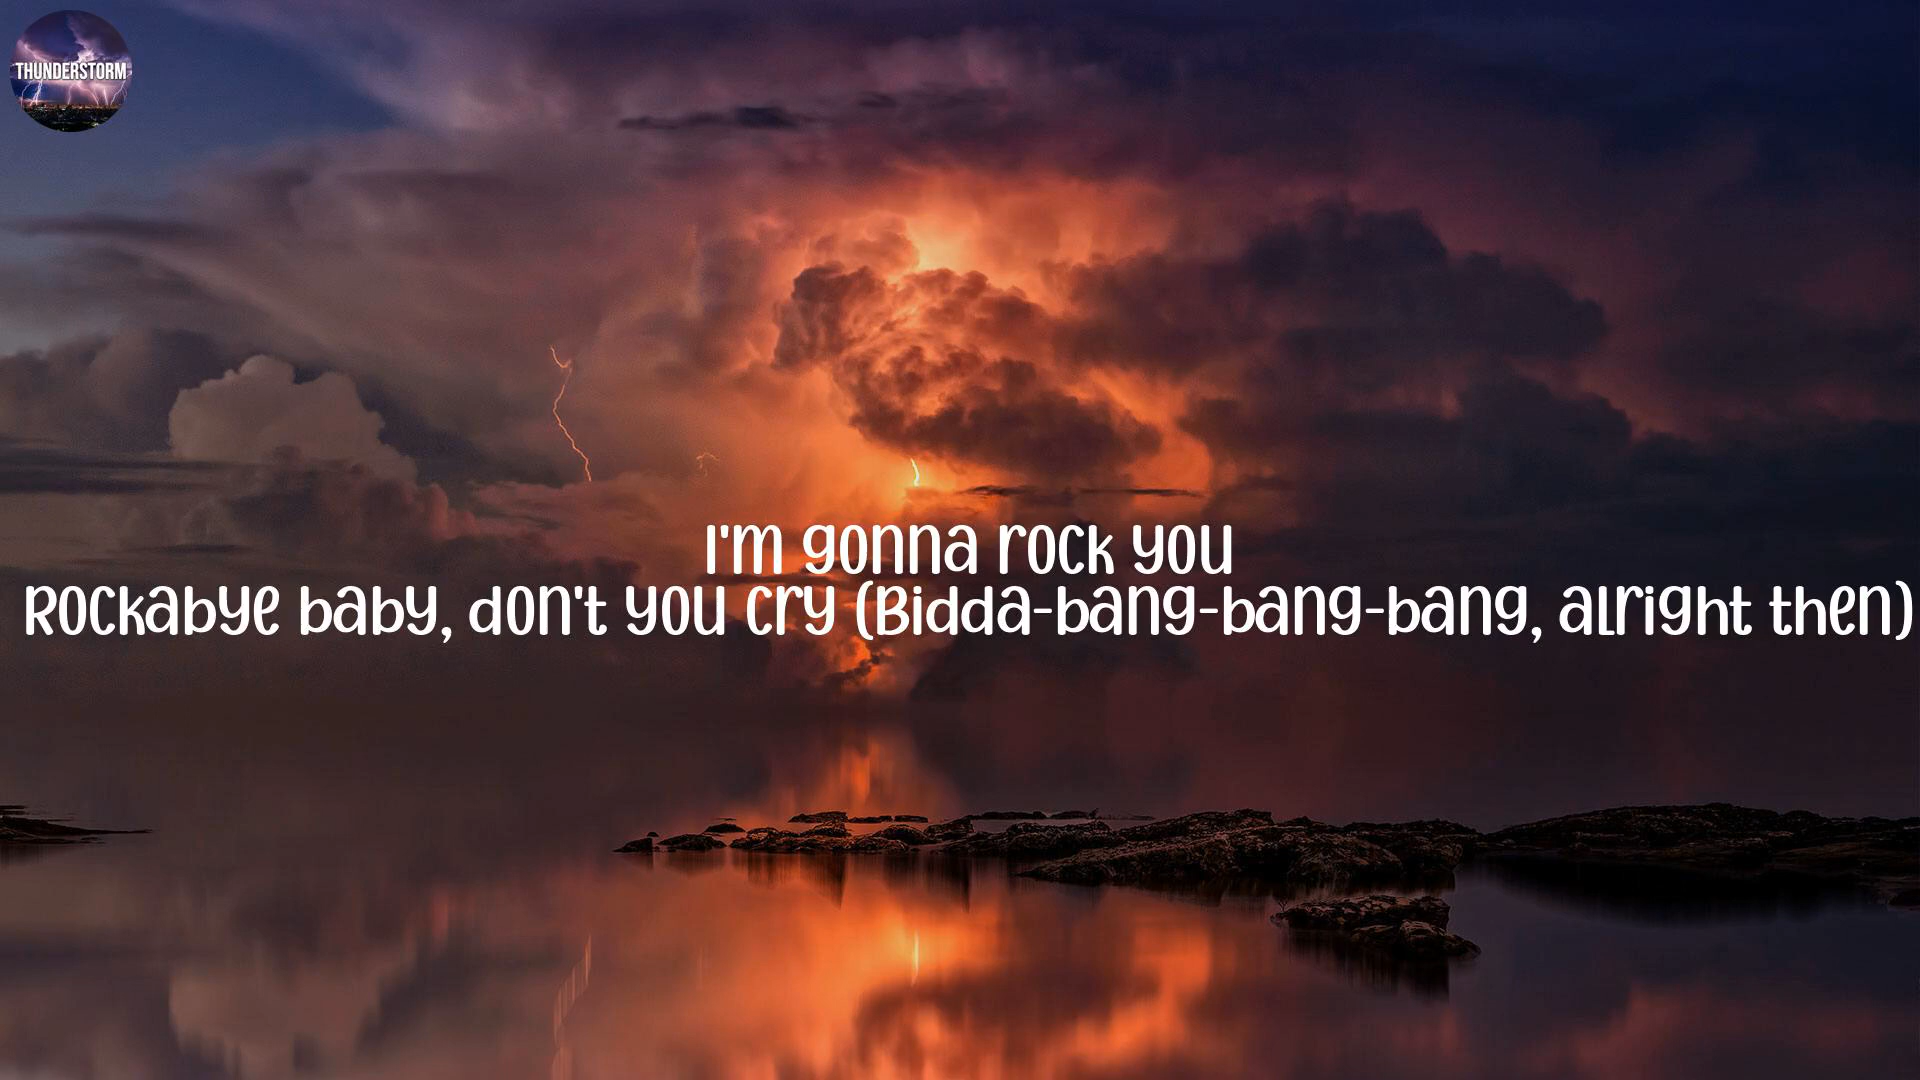 THUNDERSTORM
I'm gonna rock you
Rockabye baby, don't you cry (Bidda-bang-bang-bang, alright then)